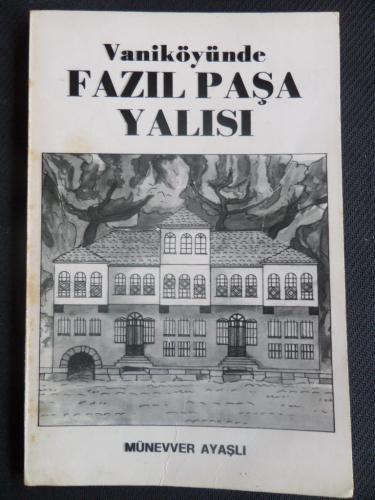 Vaniköyünde
FAZIL PAŞA
YALISI
MÜNEVVER AYAŞLI